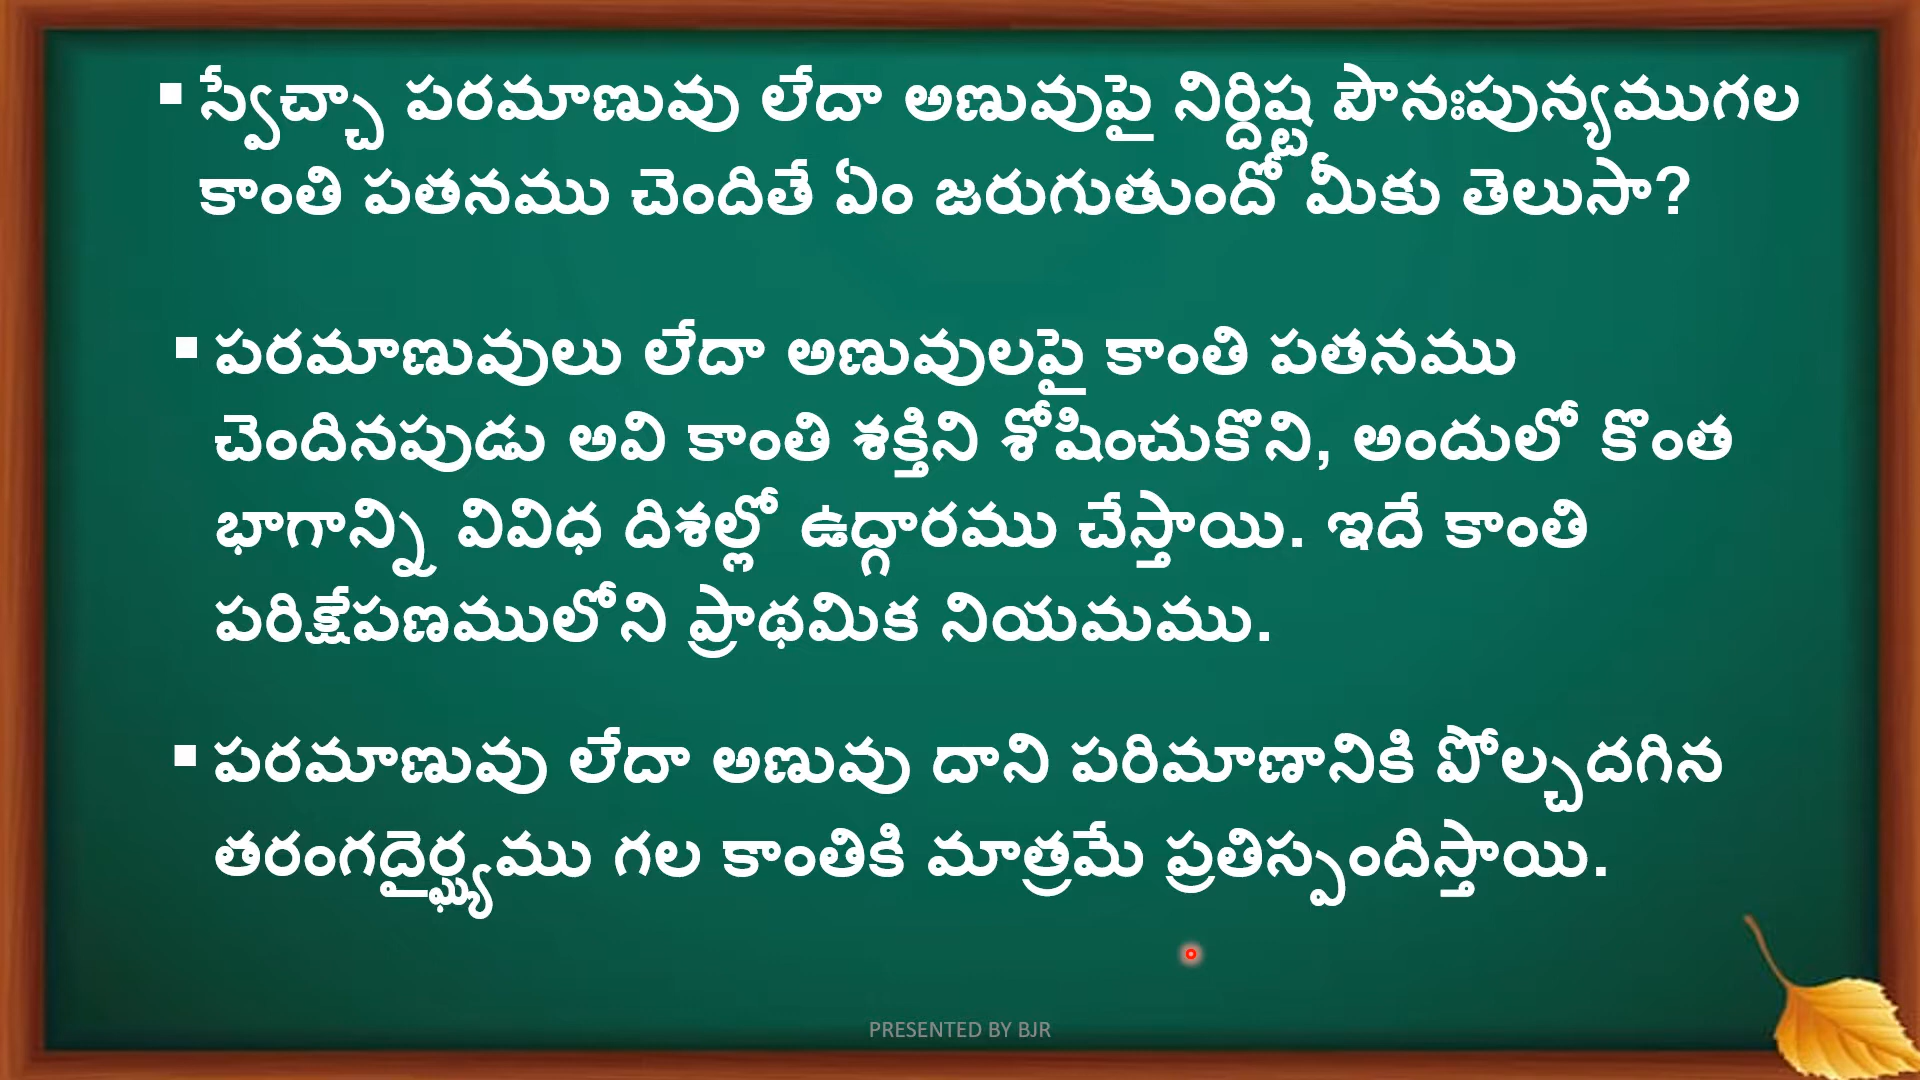 ▪ స్వేచ్ఛా పరమాణువు లేదా అణువుపై నిర్దిష్ట పౌనఃపున్యముగల
కాంతి పతనము చెందితే ఏం జరుగుతుందో మీకు తెలుసా?
▪ పరమాణువులు లేదా అణువులపై కాంతి పతనము
చెందినపుడు అవి కాంతి శక్తిని శోషించుకొని, అందులో కొంత
భాగాన్ని వివిధ దిశల్లో ఉద్గారము చేస్తాయి. ఇదే కాంతి
పరిక్షేపణములోని ప్రాథమిక నియమము.
▪ పరమాణువు లేదా అణువు దాని పరిమాణానికి పోల్చదగిన
తరంగదైర్ఘ్యము గల కాంతికి మాత్రమే ప్రతిస్పందిస్తాయి.
PRESENTED BY BJR